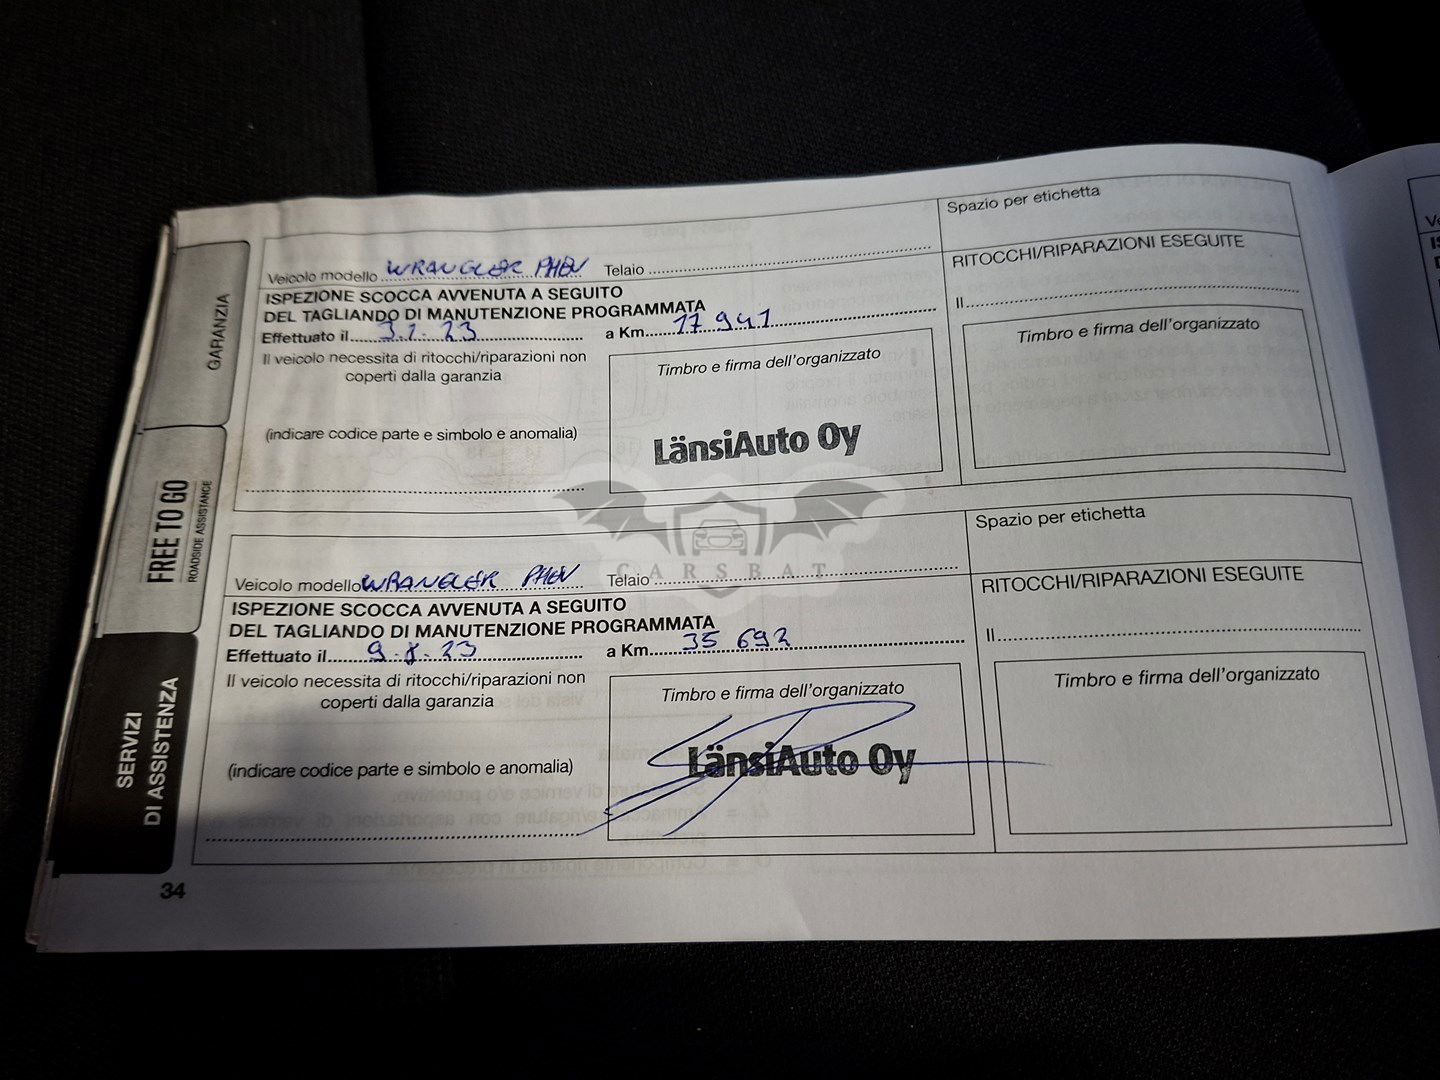 GARANZIA
FREE TO GO
ROADSIDE ASSISTANCE
SERVIZI
DI ASSISTENZA
Veicolo modello WRANGLER PHEV Telaio
Spazio per etichetta
ISPEZIONE SCOCCA AVVENUTA A SEGUITO
DEL TAGLIANDO DI MANUTENZIONE PROGRAMMATA
RITOCCHI/RIPARAZIONI ESEGUITE
Effettuato il 3.1.23 a Km 17 941
Il
Il veicolo necessita di ritocchi/riparazioni non
coperti dalla garanzia
Timbro e firma dell'organizzato
Timbro e firma dell'organizzato
(indicare codice parte e simbolo e anomalia)
LänsiAuto Oy
CARSBAT
Veicolo modello WRANGLER PHEV Telaio
Spazio per etichetta
ISPEZIONE SCOCCA AVVENUTA A SEGUITO
DEL TAGLIANDO DI MANUTENZIONE PROGRAMMATA
RITOCCHI/RIPARAZIONI ESEGUITE
Effettuato il 9.8.23 a Km 35 692
Il
Il veicolo necessita di ritocchi/riparazioni non
coperti dalla garanzia
Timbro e firma dell'organizzato
Timbro e firma dell'organizzato
(indicare codice parte e simbolo e anomalia)
LänsiAuto Oy
34